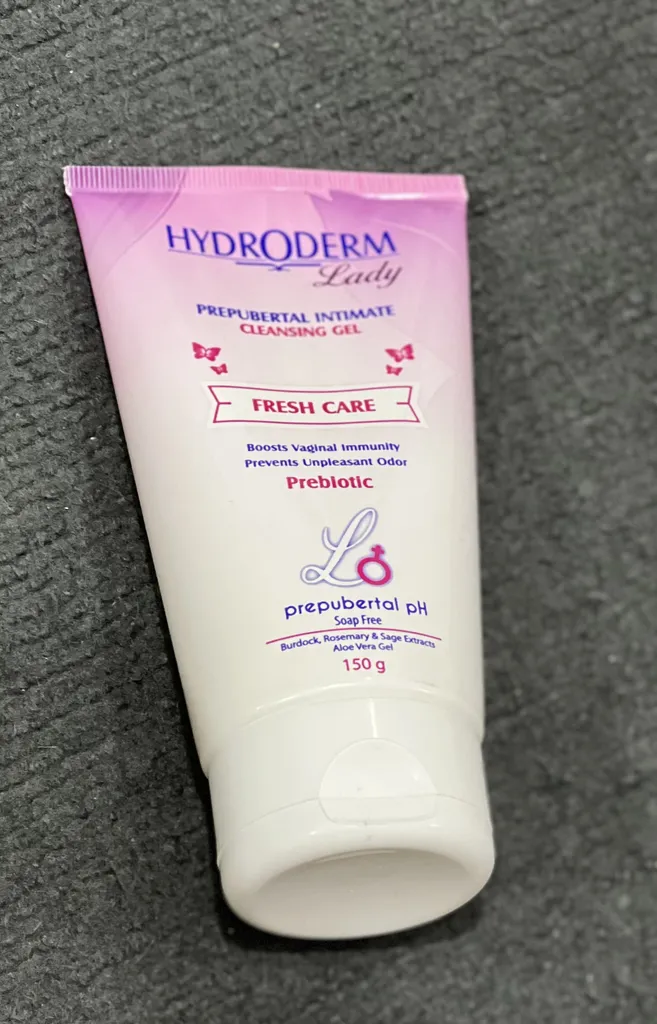 HYDRODERM
Lady
PREPUBERTAL INTIMATE
CLEANSING GEL
FRESH CARE
Boosts Vaginal Immunity
Prevents Unpleasant Odor
Prebiotic
L
prepubertal pH
Soap Free
Burdock, Rosemary & Sage Extracts
Aloe Vera Gel
150 g